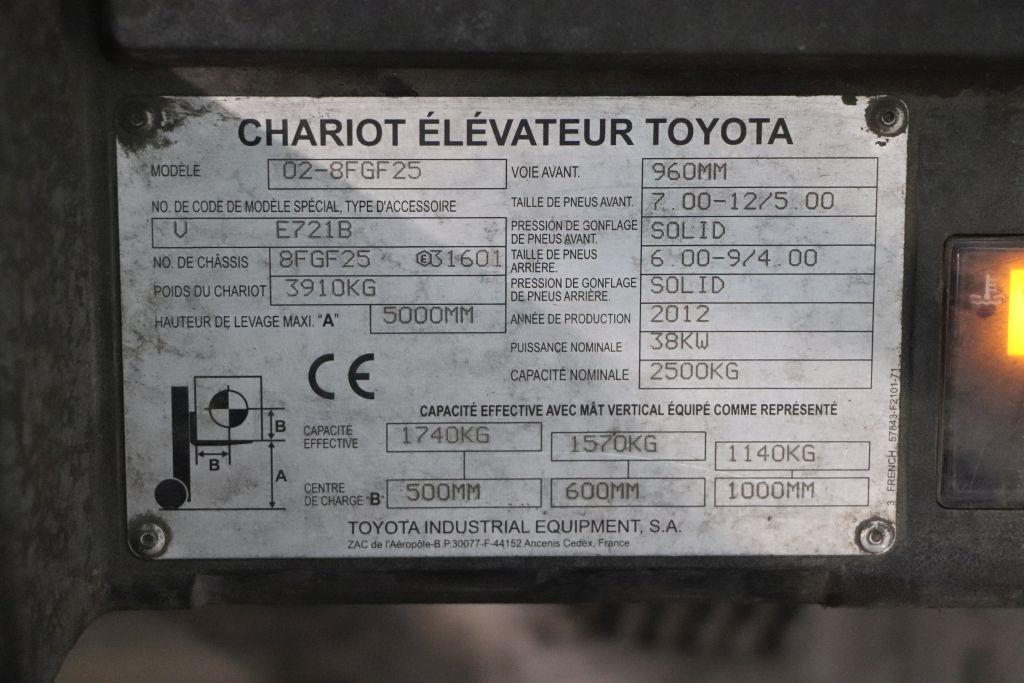 CHARIOT ÉLÉVATEUR TOYOTA
MODÈLE 02-8FGF25
NO. DE CODE DE MODÈLE SPÉCIAL, TYPE D'ACCESSOIRE
V E721B
NO. DE CHÂSSIS 8FGF25 Ⓔ31601
POIDS DU CHARIOT 3910KG
HAUTEUR DE LEVAGE MAXI. "A" 5000MM
VOIE AVANT. 960MM
TAILLE DE PNEUS AVANT. 7.00-12/5.00
PRESSION DE GONFLAGE
DE PNEUS AVANT. SOLID
TAILLE DE PNEUS
ARRIÈRE. 6.00-9/4.00
PRESSION DE GONFLAGE
DE PNEUS ARRIÈRE. SOLID
ANNÉE DE PRODUCTION 2012
PUISSANCE NOMINALE 38KW
CAPACITÉ NOMINALE 2500KG
CE
CAPACITÉ EFFECTIVE AVEC MÂT VERTICAL ÉQUIPÉ COMME REPRÉSENTÉ
B
B
A
CAPACITÉ
EFFECTIVE 1740KG 1570KG 1140KG
CENTRE
DE CHARGE "B" 500MM 600MM 1000MM
TOYOTA INDUSTRIAL EQUIPMENT, S.A.
ZAC de l'Aéropôle-B.P.30077-F-44152 Ancenis Cedex, France
3 FRENCH 57843-F2101-71